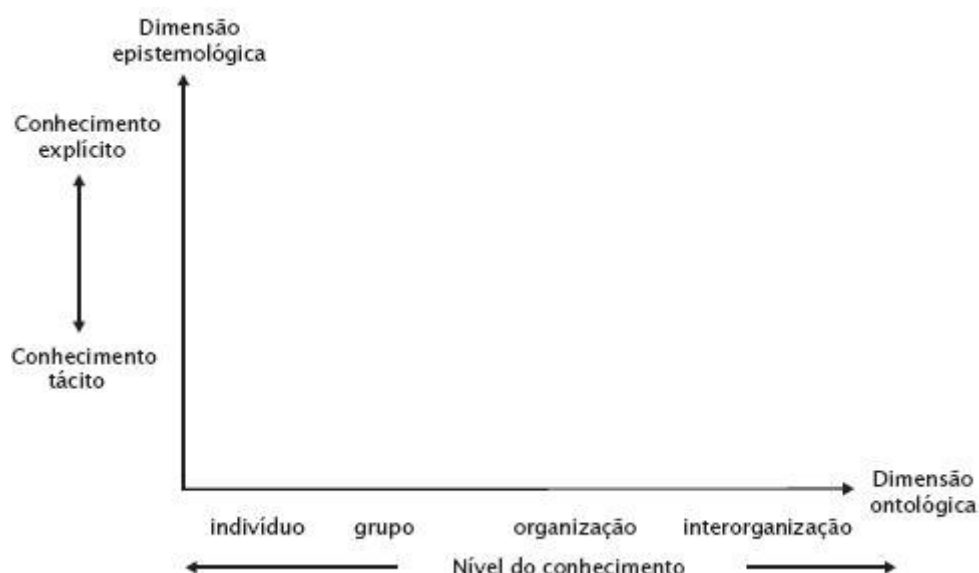 Dimensão
epistemológica
Conhecimento
explícito
Conhecimento
tácito
Dimensão
ontológica
indivíduo grupo organização interorganização
Nível do conhecimento